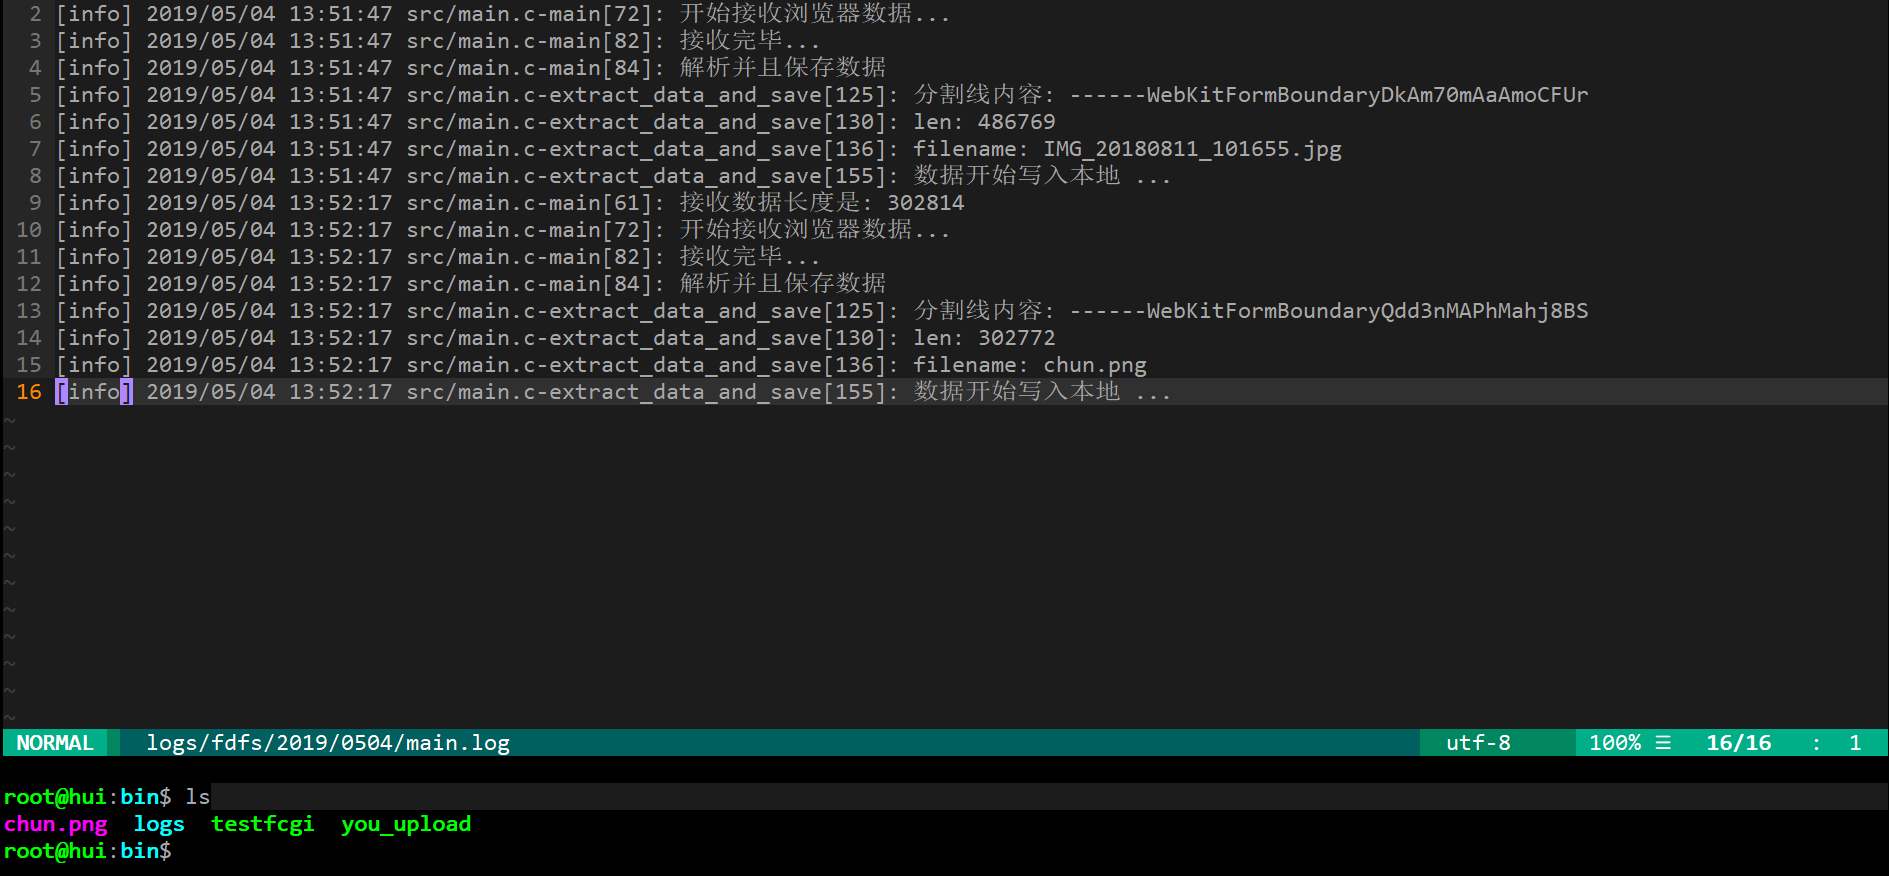 2 [info] 2019/05/04 13:51:47 src/main.c-main[72]: 开始接收浏览器数据...
3 [info] 2019/05/04 13:51:47 src/main.c-main[82]: 接收完毕...
4 [info] 2019/05/04 13:51:47 src/main.c-main[84]: 解析并且保存数据
5 [info] 2019/05/04 13:51:47 src/main.c-extract_data_and_save[125]: 分割线内容: ------WebKitFormBoundaryDkAm70mAaAmoCFUr
6 [info] 2019/05/04 13:51:47 src/main.c-extract_data_and_save[130]: len: 486769
7 [info] 2019/05/04 13:51:47 src/main.c-extract_data_and_save[136]: filename: IMG_20180811_101655.jpg
8 [info] 2019/05/04 13:51:47 src/main.c-extract_data_and_save[155]: 数据开始写入本地 ...
9 [info] 2019/05/04 13:52:17 src/main.c-main[61]: 接收数据长度是: 302814
10 [info] 2019/05/04 13:52:17 src/main.c-main[72]: 开始接收浏览器数据...
11 [info] 2019/05/04 13:52:17 src/main.c-main[82]: 接收完毕...
12 [info] 2019/05/04 13:52:17 src/main.c-main[84]: 解析并且保存数据
13 [info] 2019/05/04 13:52:17 src/main.c-extract_data_and_save[125]: 分割线内容: ------WebKitFormBoundaryQdd3nMAPhMahj8BS
14 [info] 2019/05/04 13:52:17 src/main.c-extract_data_and_save[130]: len: 302772
15 [info] 2019/05/04 13:52:17 src/main.c-extract_data_and_save[136]: filename: chun.png
16 [info] 2019/05/04 13:52:17 src/main.c-extract_data_and_save[155]: 数据开始写入本地 ...
~
~
~
~
~
~
~
~
~
~
~
~
NORMAL logs/fdfs/2019/0504/main.log utf-8 100% ☰ 16/16 : 1
root@hui:bin$ ls
chun.png logs testfcgi you_upload
root@hui:bin$